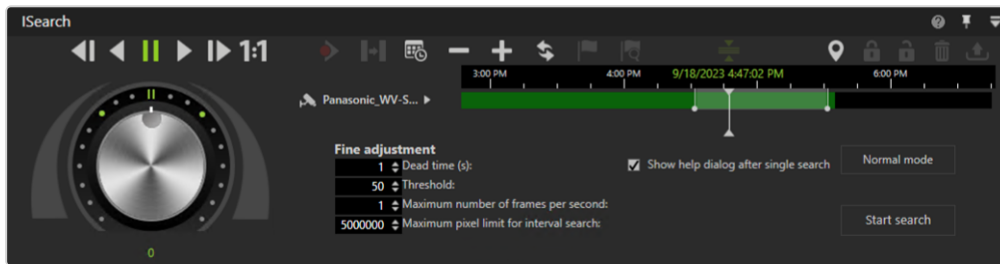 ISearch
1:1
3:00 PM
4:00 PM
9/18/2023 4:47:02 PM
6:00 PM
Panasonic_WV-S...
Fine adjustment
1 Dead time (s):
50 Threshold:
1 Maximum number of frames per second:
5000000 Maximum pixel limit for interval search:
Show help dialog after single search
Normal mode
Start search
0